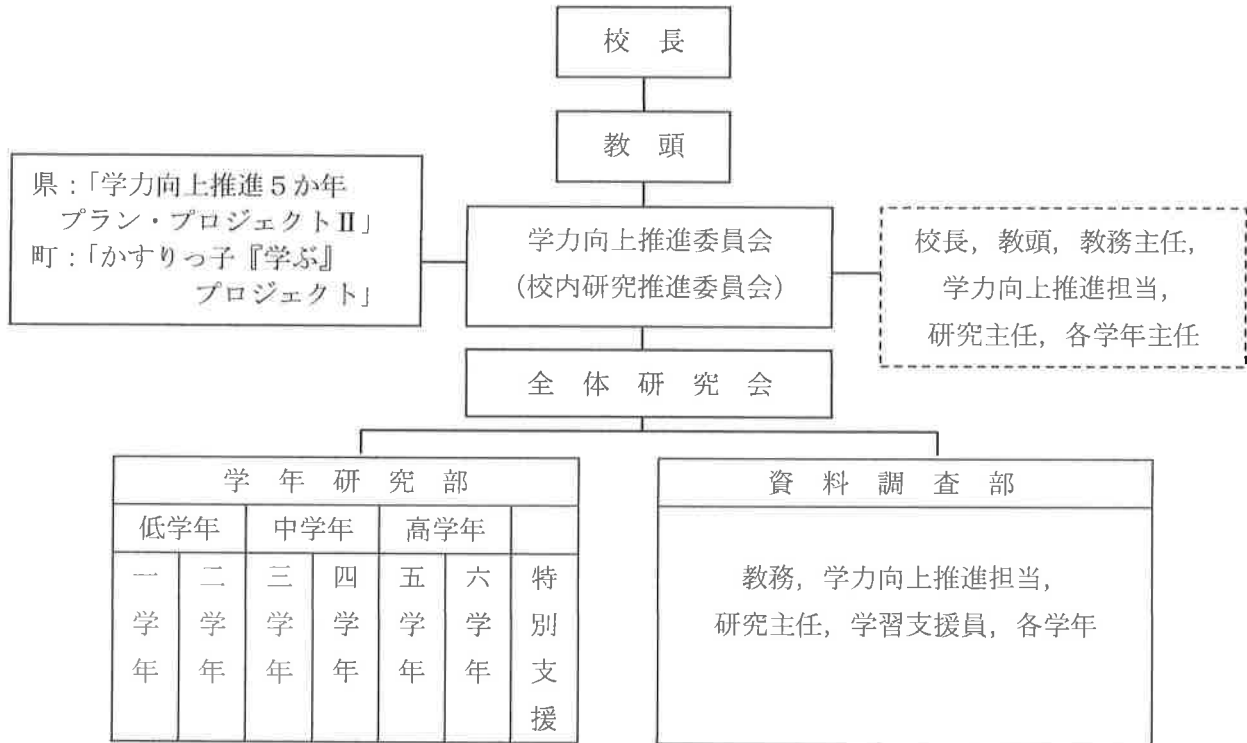 校長
教頭
県：「学力向上推進５か年
プラン・プロジェクトⅡ」
町：「かすりっ子『学ぶ』
プロジェクト」
学力向上推進委員会
（校内研究推進委員会）
校長，教頭，教務主任，
学力向上推進担当，
研究主任，各学年主任
全体研究会
学年研究部
低学年 中学年 高学年
一学年 二学年 三学年 四学年 五学年 六学年 特別支援
資料調査部
教務，学力向上推進担当，
研究主任，学習支援員，各学年